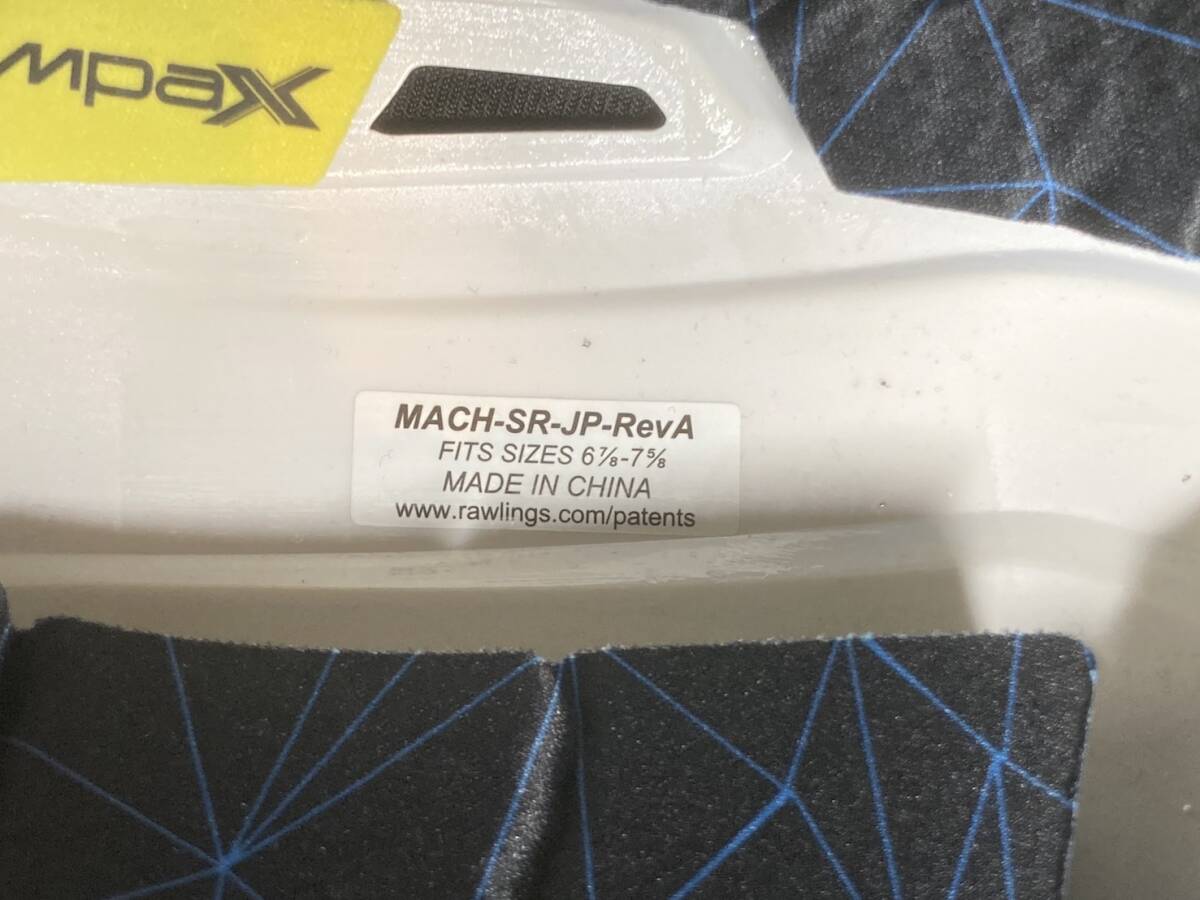 mpax
MACH-SR-JP-RevA
FITS SIZES 6⅞-7⅝
MADE IN CHINA
www.rawlings.com/patents